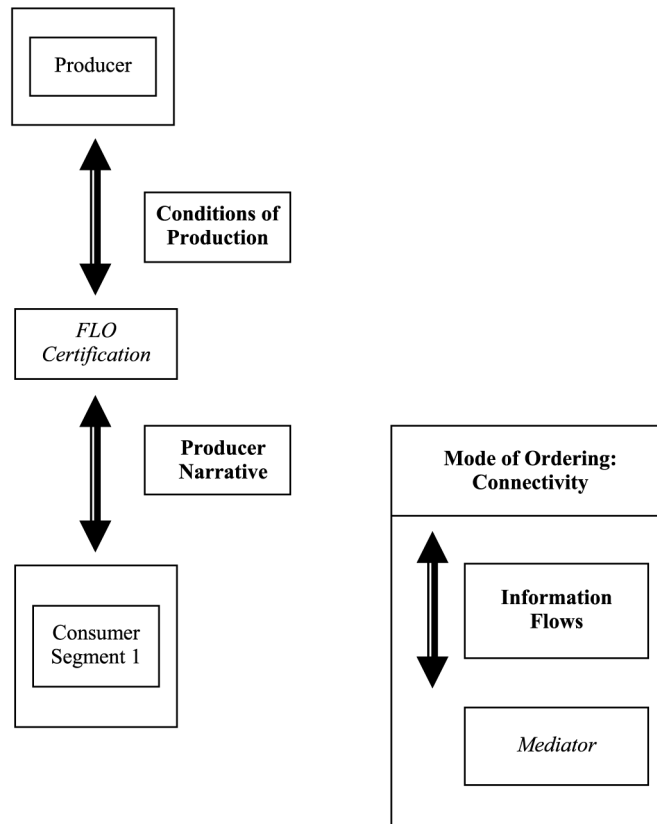 Producer
Conditions of
Production
FLO
Certification
Producer
Narrative
Consumer
Segment 1
Mode of Ordering:
Connectivity
Information
Flows
Mediator